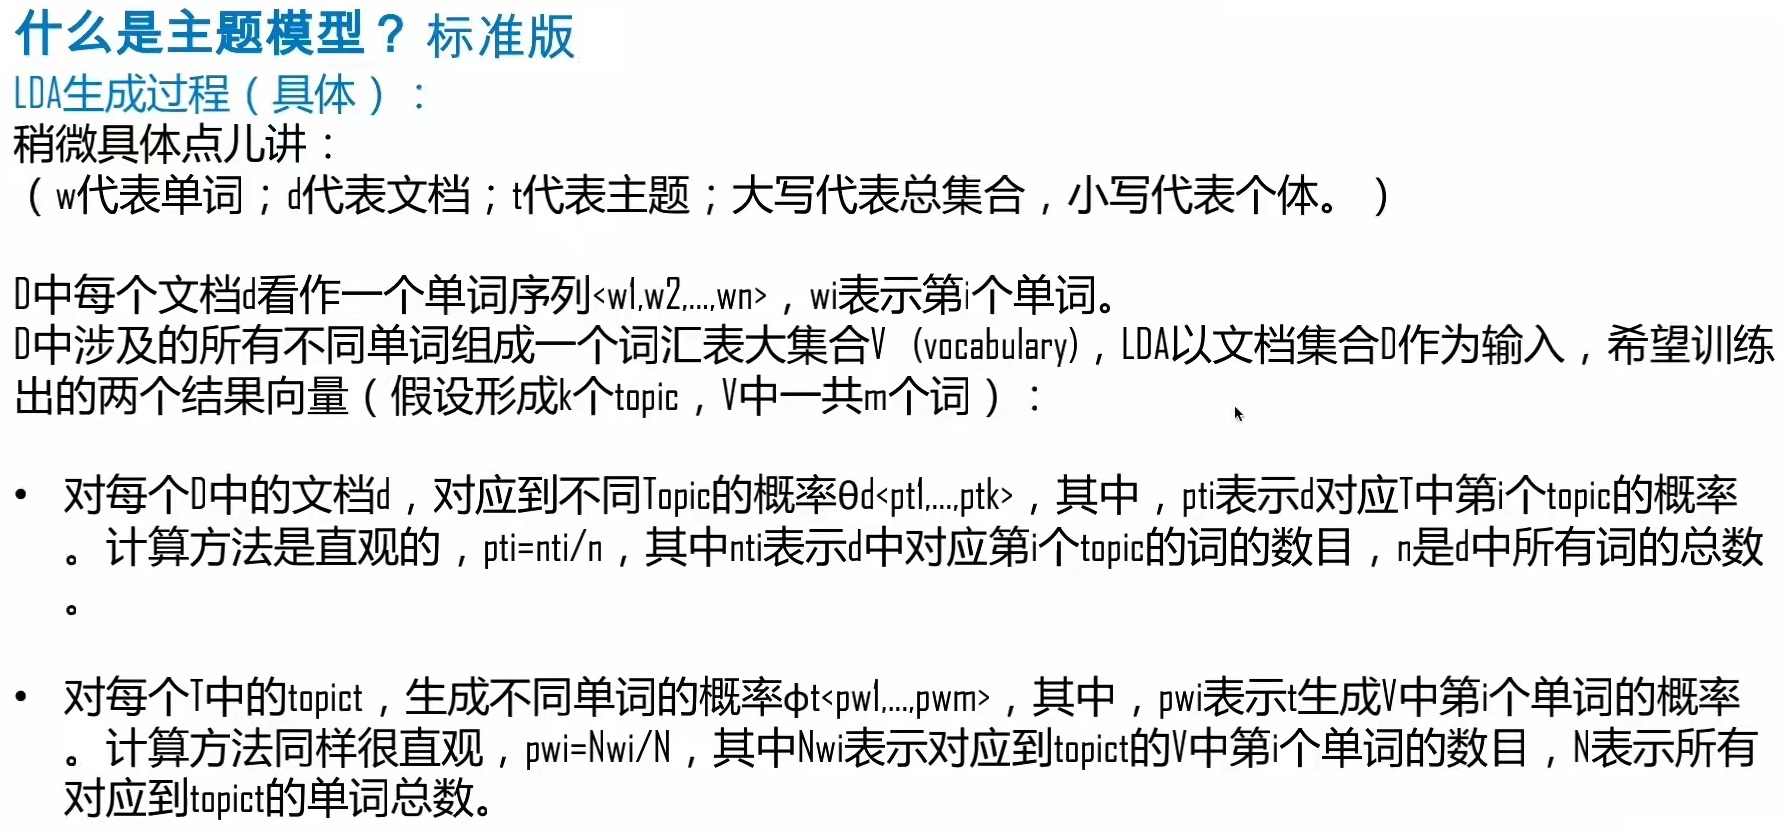 什么是主题模型？标准版
LDA生成过程（具体）：
稍微具体点儿讲：
（w代表单词；d代表文档；t代表主题；大写代表总集合，小写代表个体。）
D中每个文档d看作一个单词序列<w1,w2,...,wn>，wi表示第i个单词。
D中涉及的所有不同单词组成一个词汇表大集合V (vocabulary)，LDA以文档集合D作为输入，希望训练
出的两个结果向量（假设形成k个topic，V中一共m个词）：
• 对每个D中的文档d，对应到不同Topic的概率θd<pt1,...,ptk>，其中，pti表示d对应T中第i个topic的概率
。计算方法是直观的，pti=nti/n，其中nti表示d中对应第i个topic的词的数目，n是d中所有词的总数
。
• 对每个T中的topict，生成不同单词的概率φt<pw1,...,pwm>，其中，pwi表示t生成V中第i个单词的概率
。计算方法同样很直观，pwi=Nwi/N，其中Nwi表示对应到topict的V中第i个单词的数目，N表示所有
对应到topict的单词总数。